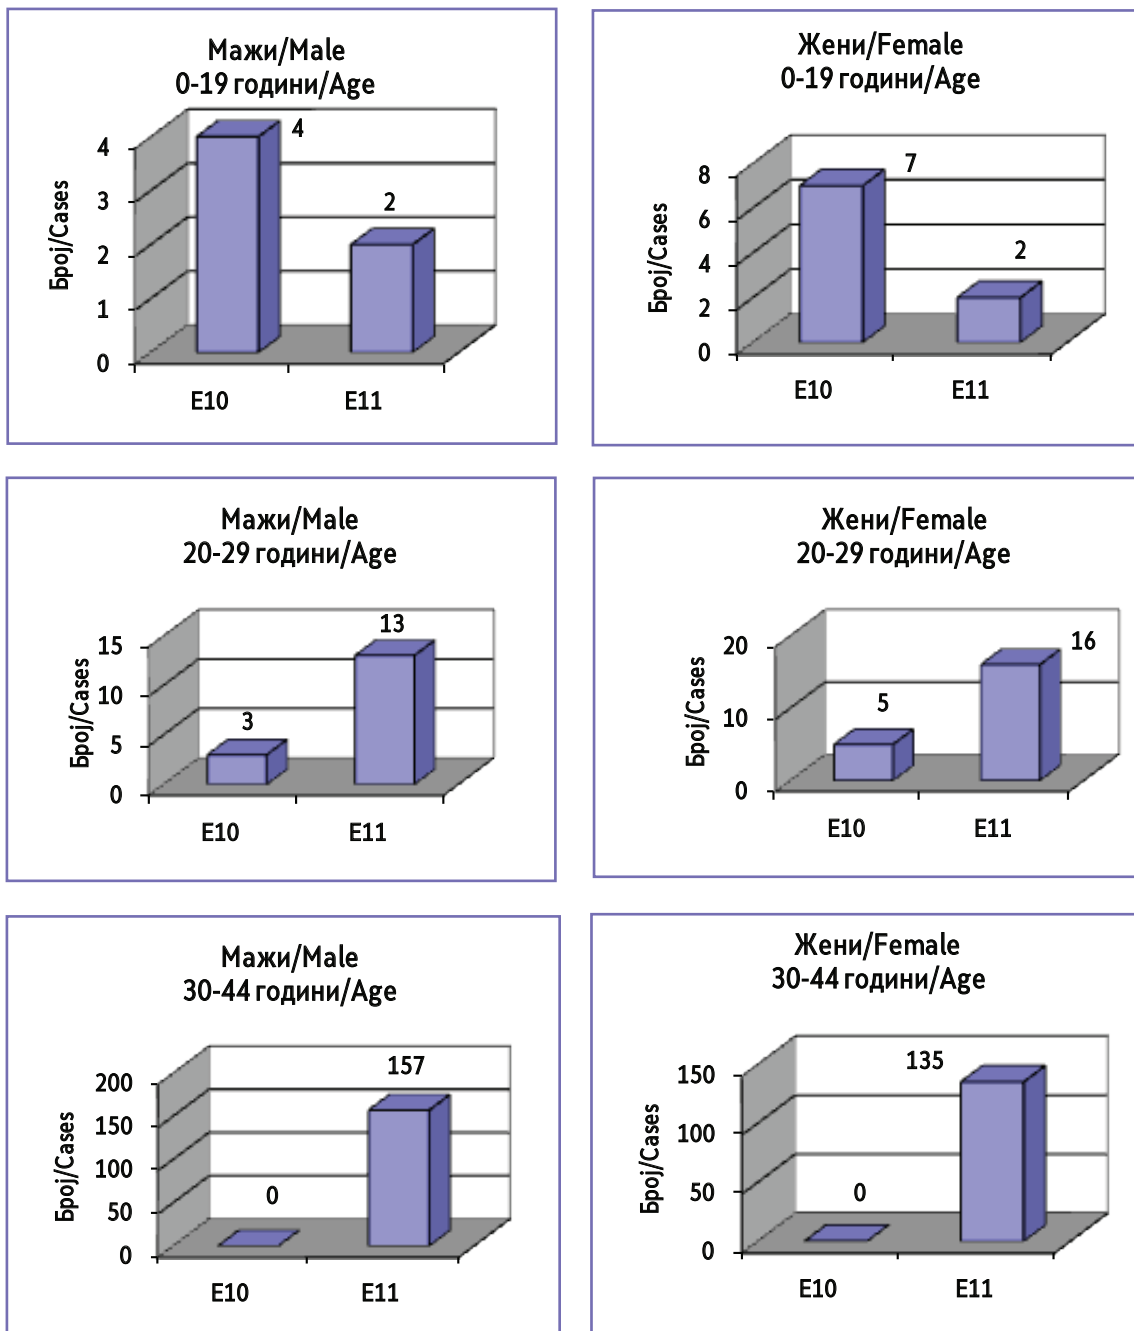 Мажи/Male
0-19 години/Age
Број/Cases
4
3
2
1
0
4
2
E10
E11
Жени/Female
0-19 години/Age
Број/Cases
8
6
4
2
0
7
2
E10
E11
Мажи/Male
20-29 години/Age
Број/Cases
15
10
5
0
3
13
E10
E11
Жени/Female
20-29 години/Age
Број/Cases
20
10
0
5
16
E10
E11
Мажи/Male
30-44 години/Age
Број/Cases
200
150
100
50
0
0
157
E10
E11
Жени/Female
30-44 години/Age
Број/Cases
150
100
50
0
0
135
E10
E11